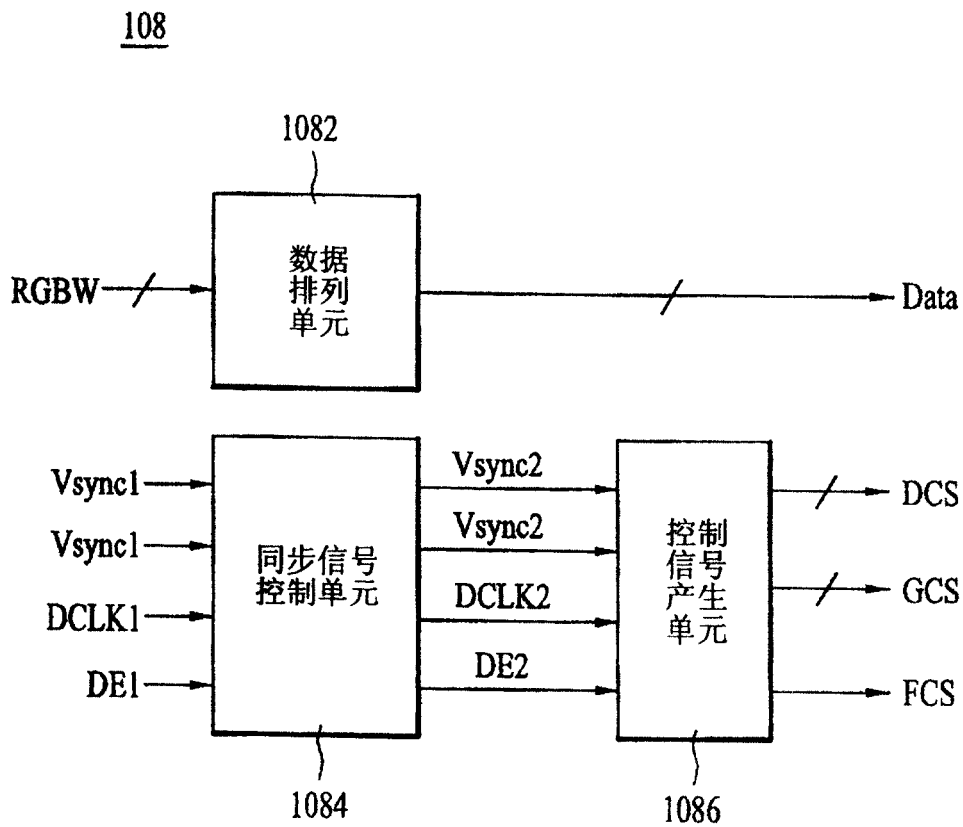 108
1082
数据
排列
单元
RGBW
Data
Vsync1
Vsync1
DCLK1
DE1
同步信号
控制单元
Vsync2
Vsync2
DCLK2
DE2
控制
信号
产生
单元
DCS
GCS
FCS
1084
1086